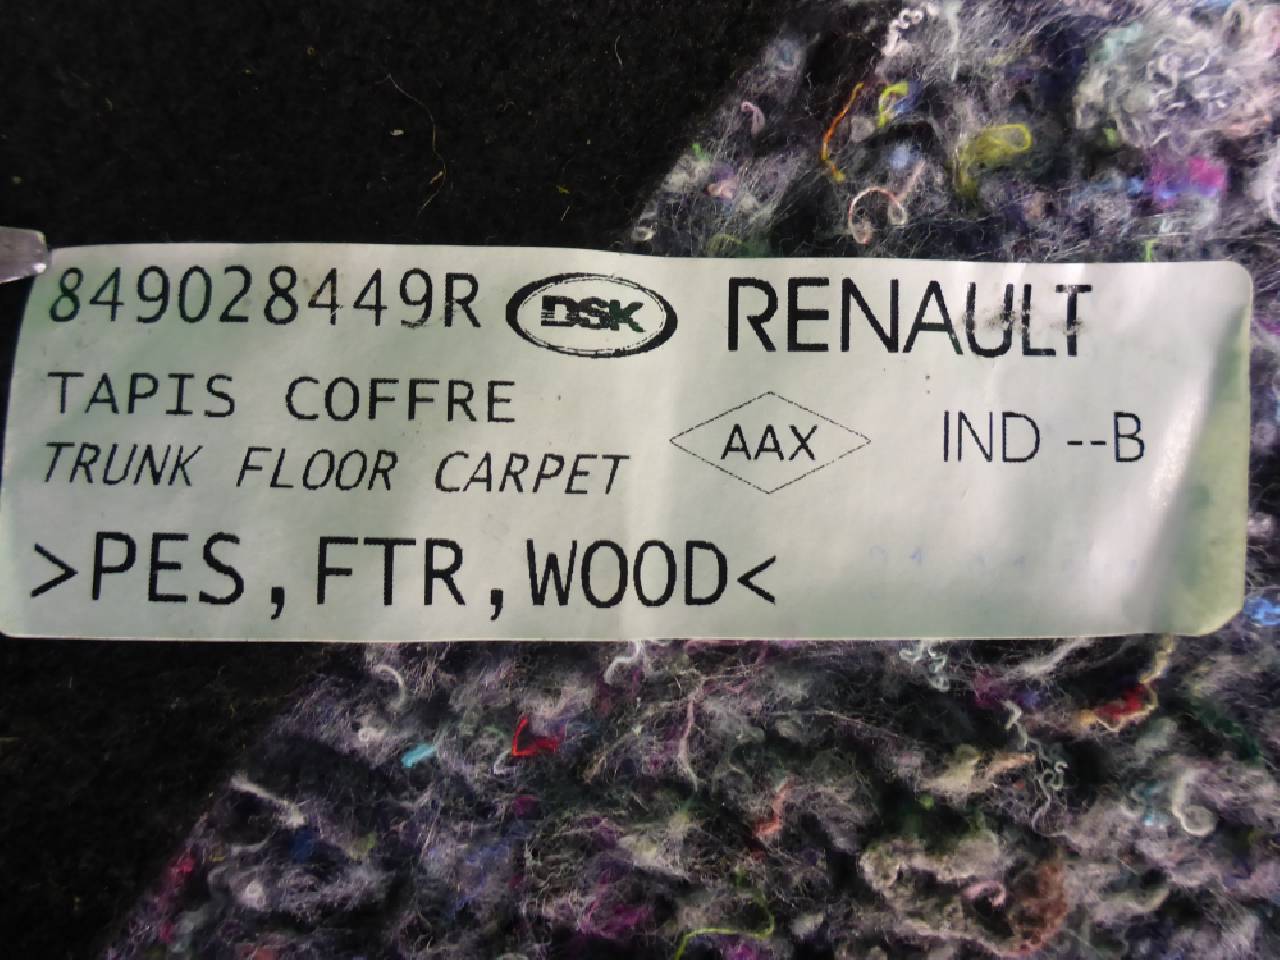 849028449R DSK RENAULT
TAPIS COFFRE
TRUNK FLOOR CARPET
AAX IND --B
>PES,FTR,WOOD<